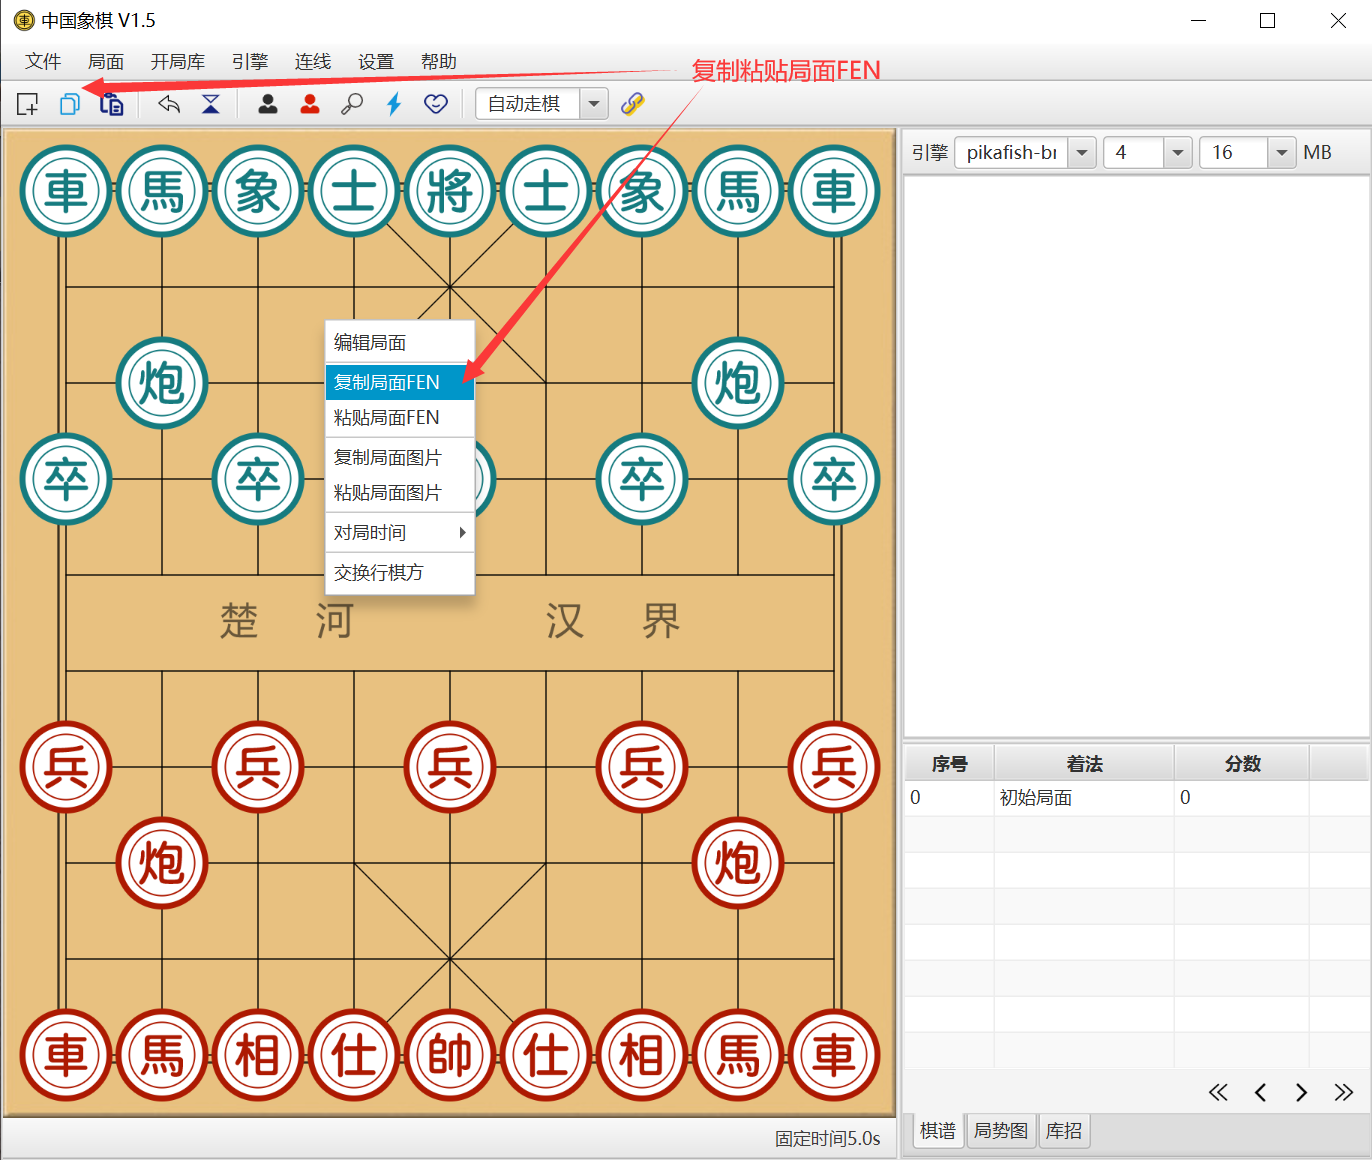 中国象棋 V1.5
文件 局面 开局库 引擎 连线 设置 帮助
复制粘贴局面FEN
自动走棋
引擎 pikafish-br 4 16 MB
車 馬 象 士 將 士 象 馬 車
炮 炮
卒 卒 卒 卒
编辑局面
复制局面FEN
粘贴局面FEN
复制局面图片
粘贴局面图片
对局时间
交换行棋方
楚 河 汉 界
兵 兵 兵 兵 兵
炮 炮
車 馬 相 仕 帥 仕 相 馬 車
固定时间5.0s
序号 着法 分数
0 初始局面 0
棋谱 局势图 库招